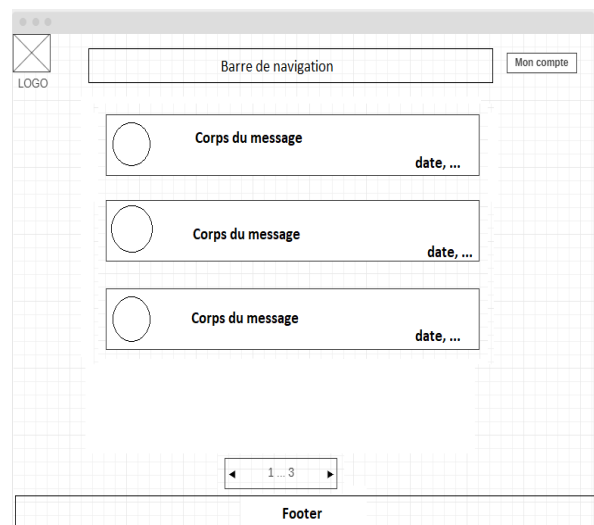 LOGO
Barre de navigation
Mon compte
Corps du message
date, ...
Corps du message
date, ...
Corps du message
date, ...
1 ... 3
Footer